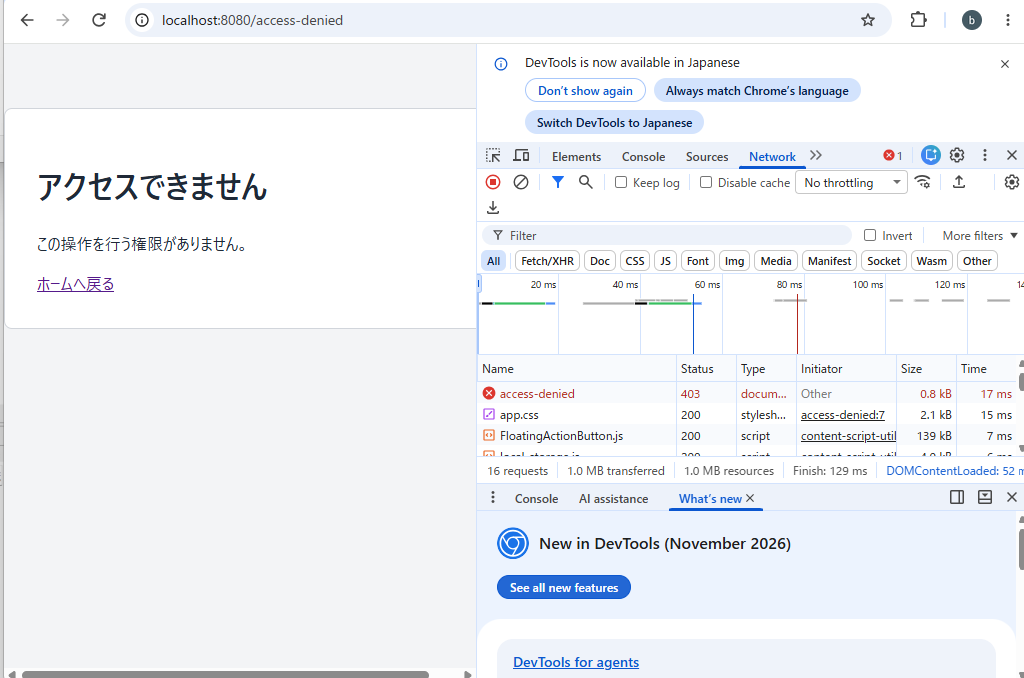 localhost:8080/access-denied
b
アクセスできません
この操作を行う権限がありません。
ホームへ戻る
DevTools is now available in Japanese
Don't show again
Always match Chrome's language
Switch DevTools to Japanese
Elements Console Sources Network 1
Keep log Disable cache No throttling
Filter Invert More filters
All Fetch/XHR Doc CSS JS Font Img Media Manifest Socket Wasm Other
20 ms 40 ms 60 ms 80 ms 100 ms 120 ms
Name Status Type Initiator Size Time
access-denied 403 docum... Other 0.8 kB 17 ms
app.css 200 stylesh... access-denied:7 2.1 kB 15 ms
FloatingActionButton.js 200 script content-script-util 139 kB 7 ms
16 requests 1.0 MB transferred 1.0 MB resources Finish: 129 ms DOMContentLoaded: 52 m
Console AI assistance What's new
New in DevTools (November 2026)
See all new features
DevTools for agents